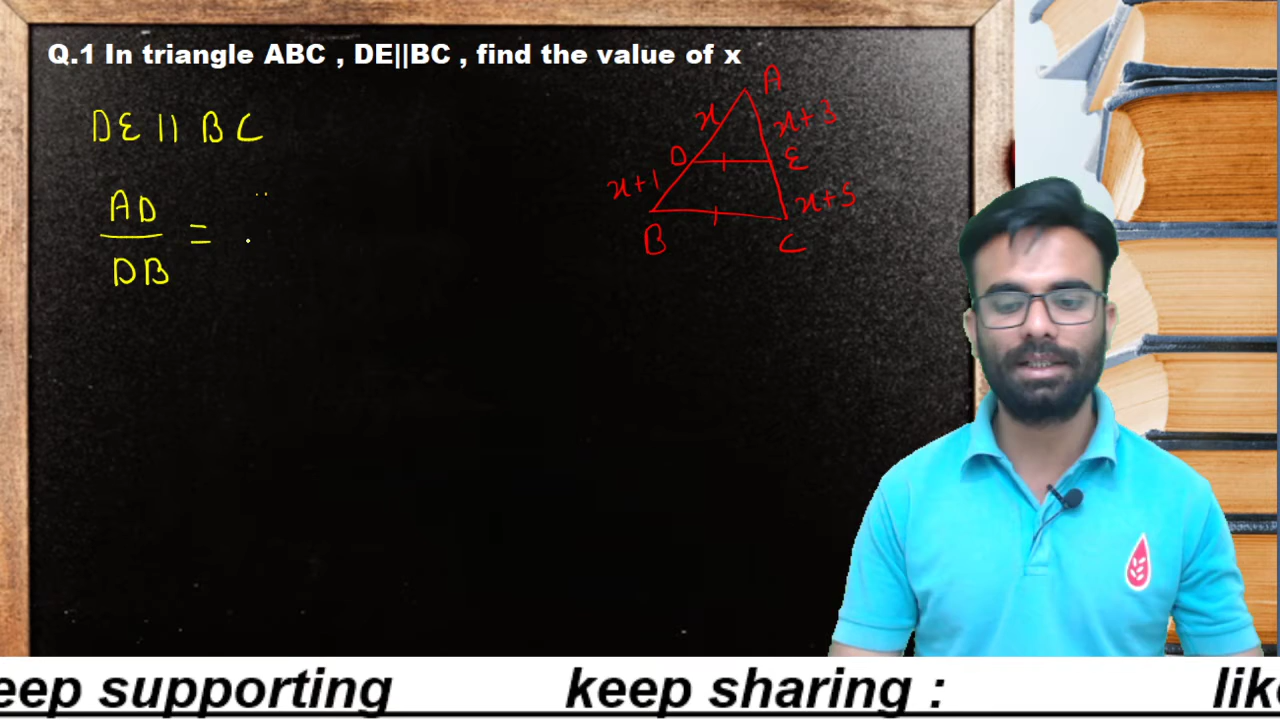 Q.1 In triangle ABC , DE||BC , find the value of x
DE || BC
AD
DB
=
A
x
x+3
D
E
x+1
x+5
B
C
eep supporting keep sharing : lik